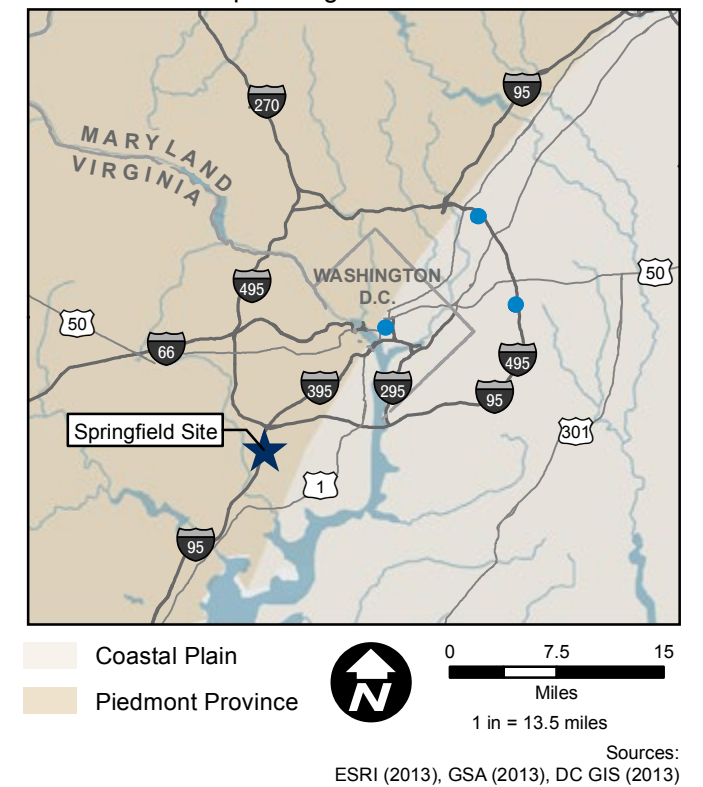 270
95
MARYLAND
VIRGINIA
WASHINGTON
D.C.
50
495
50
66
495
395
295
95
Springfield Site
301
1
95
Coastal Plain
Piedmont Province
N
0 7.5 15
Miles
1 in = 13.5 miles
Sources:
ESRI (2013), GSA (2013), DC GIS (2013)